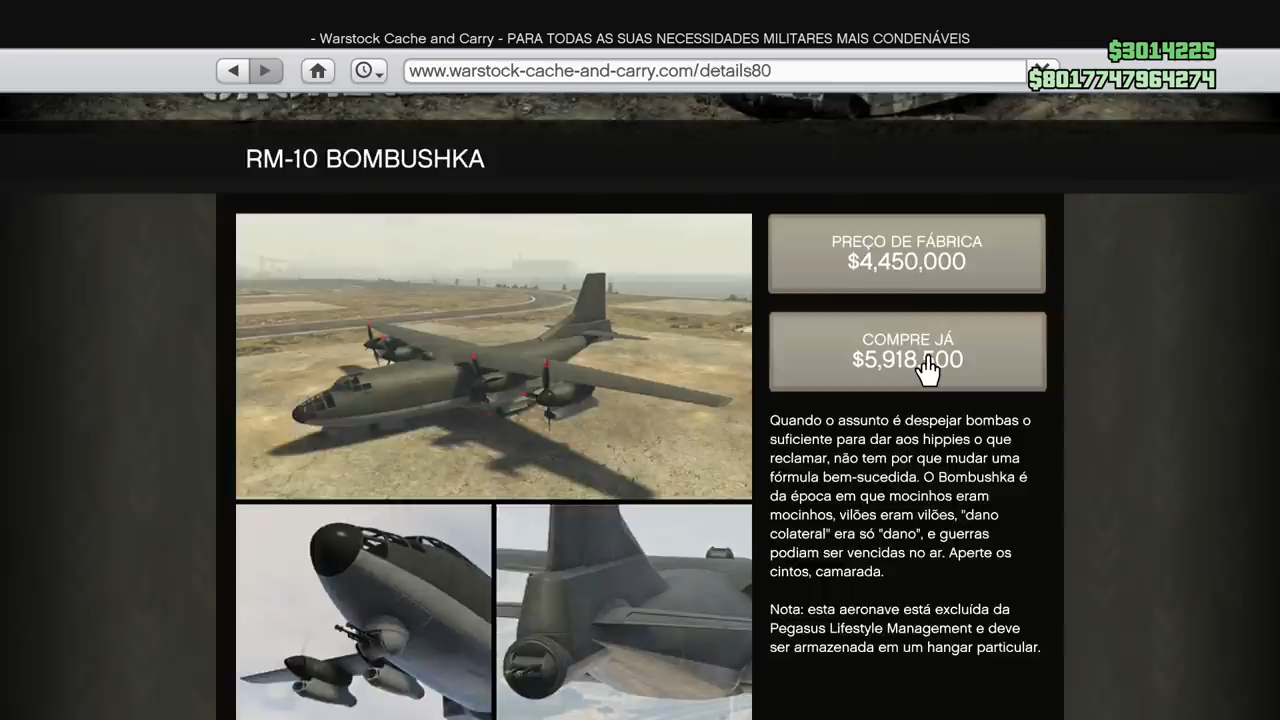 - Warstock Cache and Carry - PARA TODAS AS SUAS NECESSIDADES MILITARES MAIS CONDENÁVEIS
$3014225
www.warstock-cache-and-carry.com/details80
$8017747964274
RM-10 BOMBUSHKA
PREÇO DE FÁBRICA
$4,450,000
COMPRE JÁ
Quando o assunto é despejar bombas o
suficiente para dar aos hippies o que
reclamar, não tem por que mudar uma
fórmula bem-sucedida. O Bombushka é
da época em que mocinhos eram
mocinhos, vilões eram vilões, "dano
colateral" era só "dano", e guerras
podiam ser vencidas no ar. Aperte os
cintos, camarada.
Nota: esta aeronave está excluída da
Pegasus Lifestyle Management e deve
ser armazenada em um hangar particular.